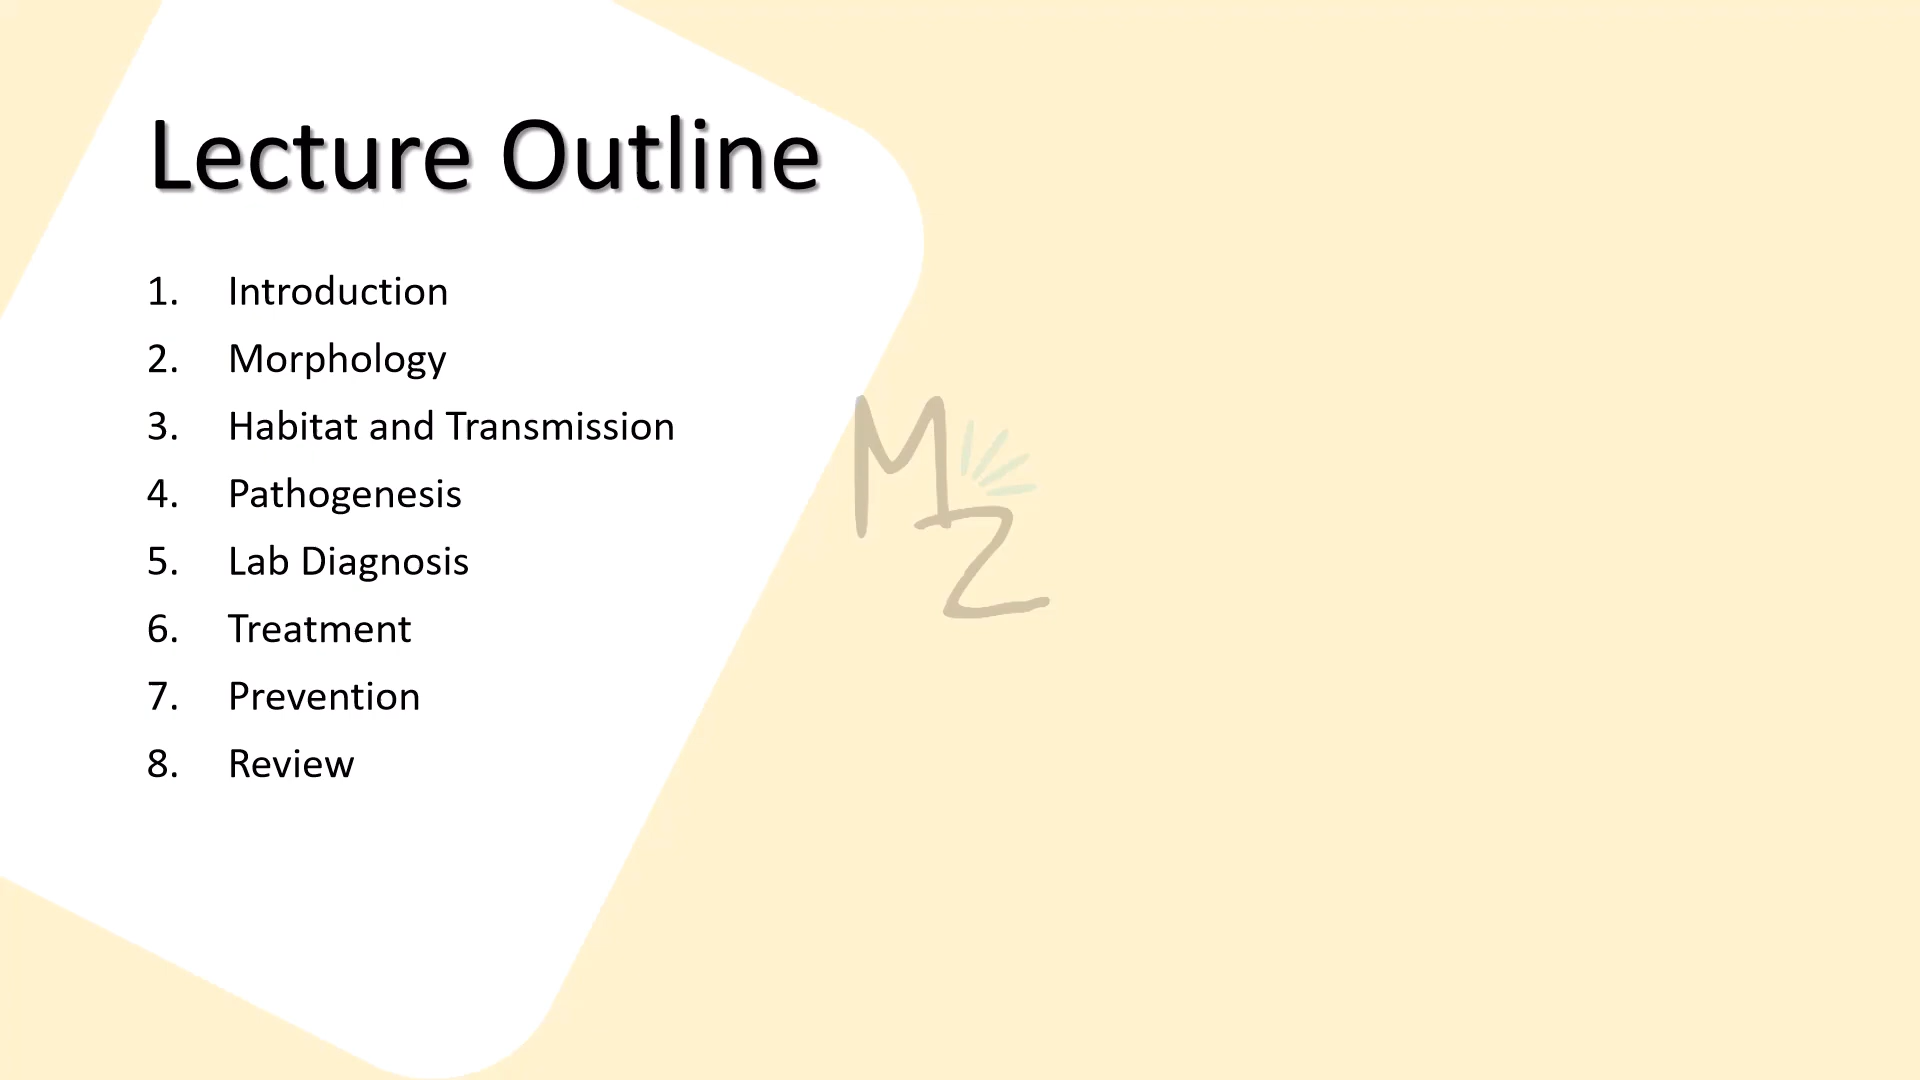 Lecture Outline
1. Introduction
2. Morphology
3. Habitat and Transmission
4. Pathogenesis
5. Lab Diagnosis
6. Treatment
7. Prevention
8. Review
MZ